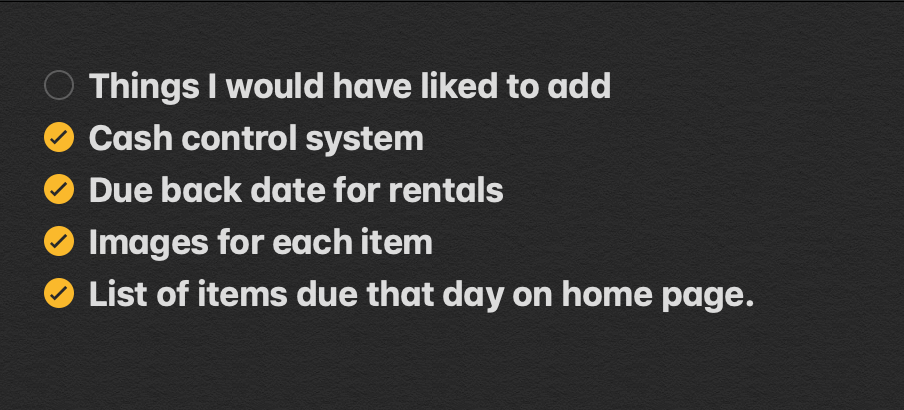 Things I would have liked to add
Cash control system
Due back date for rentals
Images for each item
List of items due that day on home page.